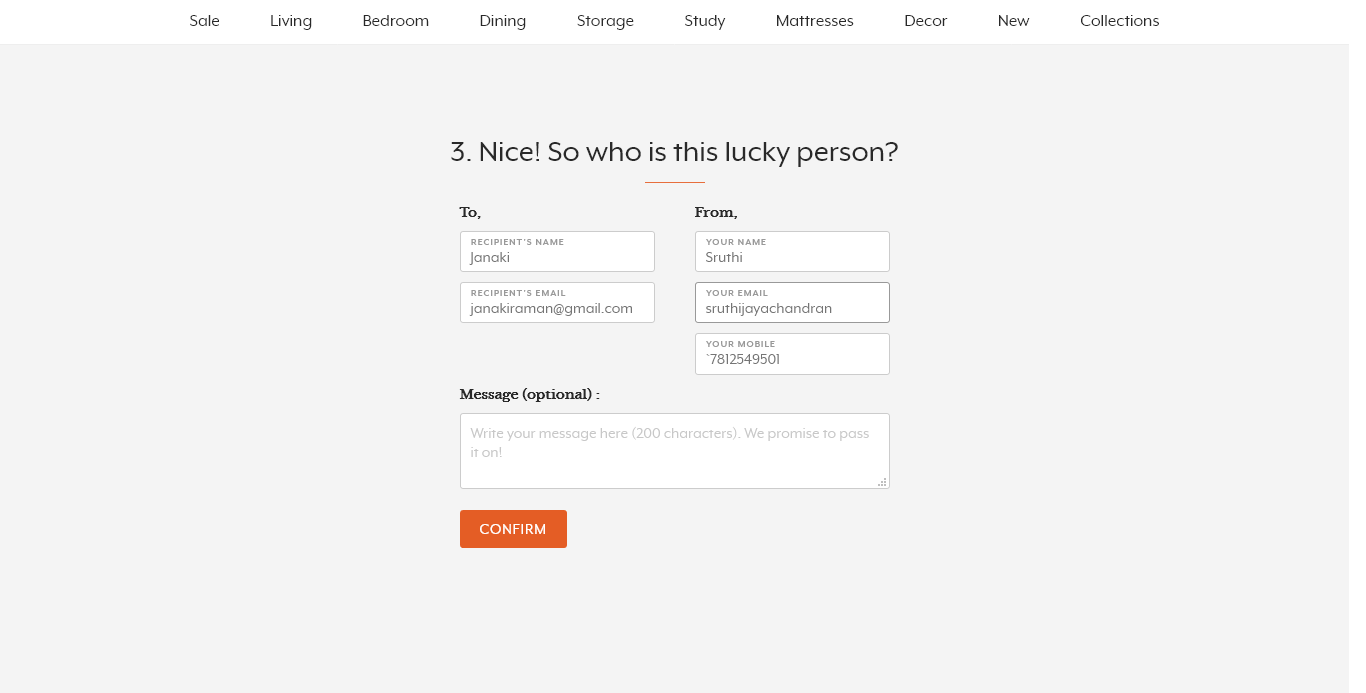 Sale Living Bedroom Dining Storage Study Mattresses Decor New Collections
3. Nice! So who is this lucky person?
To,
RECIPIENT'S NAME
Janaki
RECIPIENT'S EMAIL
janakiraman@gmail.com
From,
YOUR NAME
Sruthi
YOUR EMAIL
sruthijayachandran
YOUR MOBILE
`7812549501
Message (optional) :
Write your message here (200 characters). We promise to pass
it on!
CONFIRM